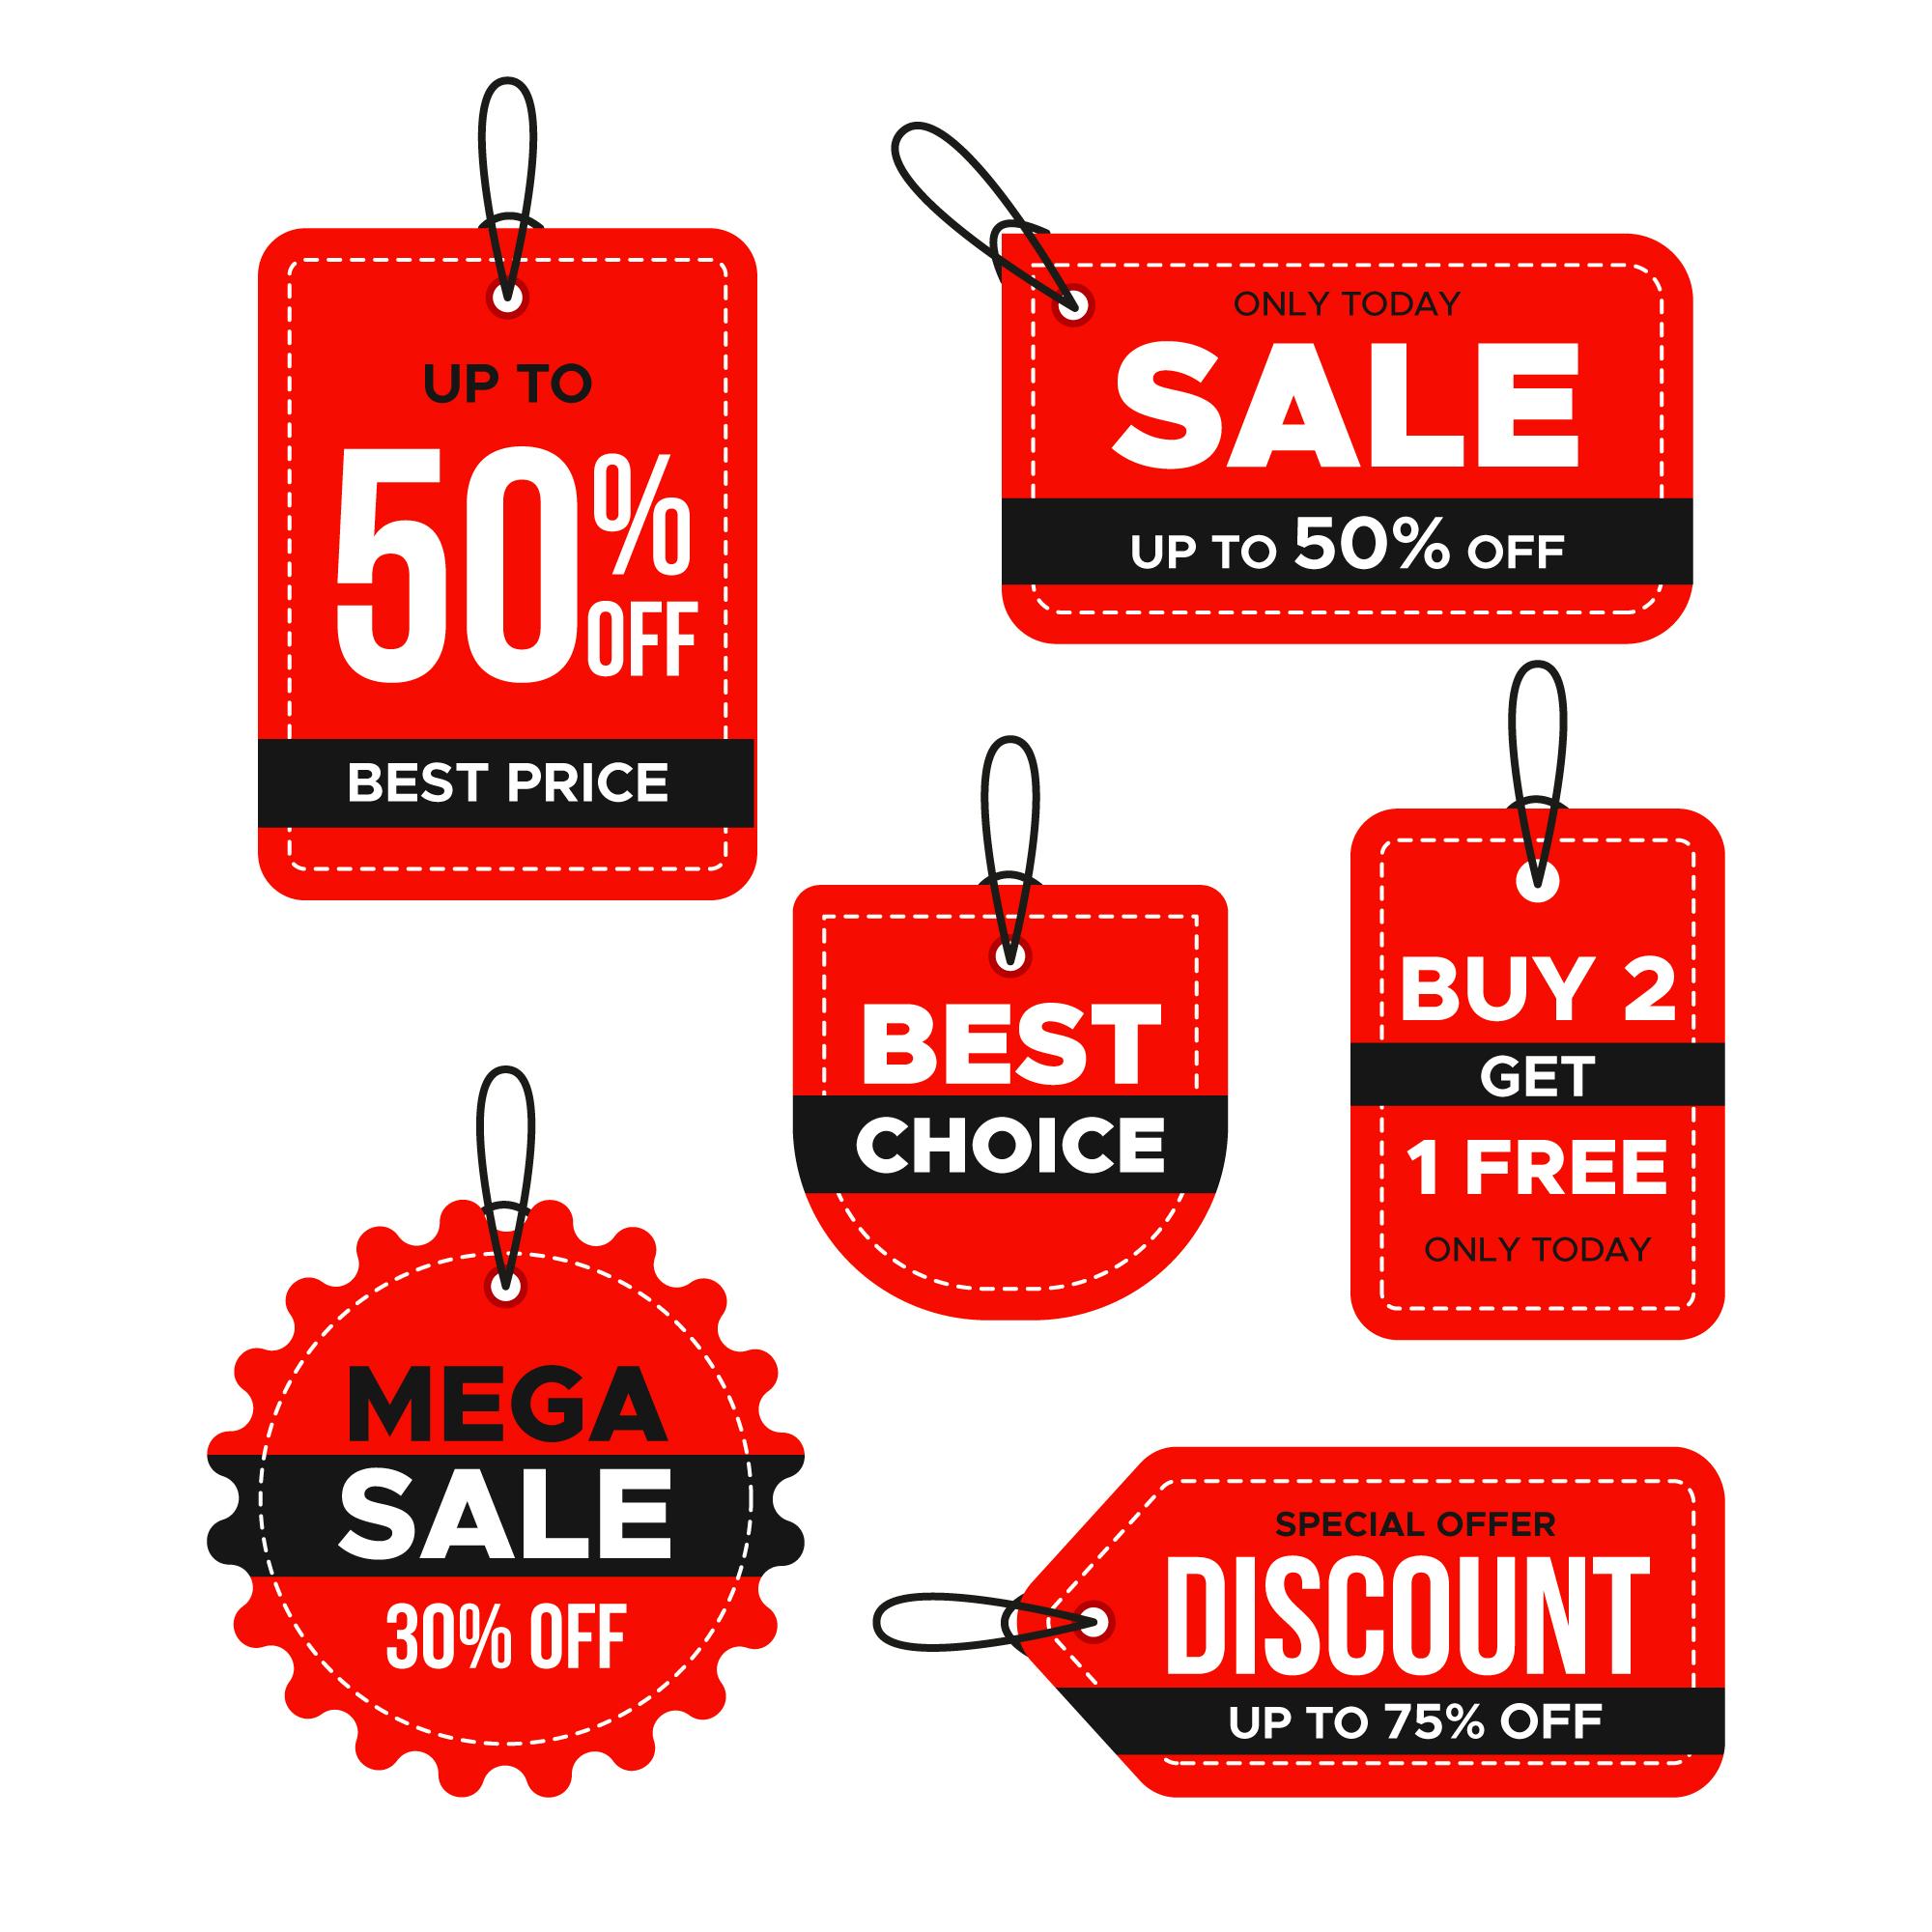 UP TO
50% OFF
BEST PRICE
ONLY TODAY
SALE
UP TO 50% OFF
BEST
CHOICE
BUY 2
GET
1 FREE
ONLY TODAY
MEGA
SALE
30% OFF
SPECIAL OFFER
DISCOUNT
UP TO 75% OFF